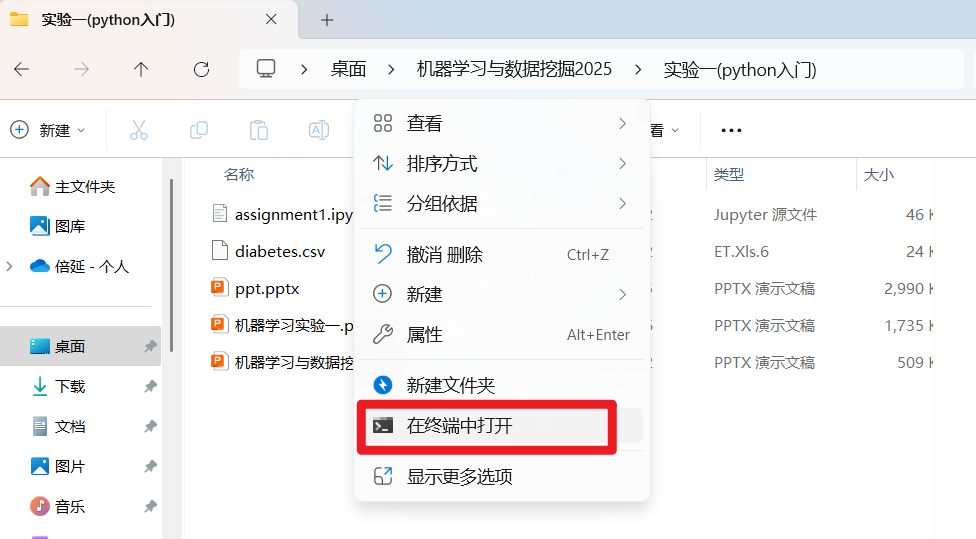 实验一(python入门)
桌面
机器学习与数据挖掘2025
实验一(python入门)
新建
看
名称
类型
大小
主文件夹
图库
倍延 - 个人
桌面
下载
文档
图片
音乐
assignment1.ipy
Jupyter 源文件
46 K
diabetes.csv
ET.Xls.6
24 K
ppt.pptx
PPTX 演示文稿
2,990 K
机器学习实验一.p
PPTX 演示文稿
1,735 K
机器学习与数据挖
PPTX 演示文稿
509 K
查看
排序方式
分组依据
撤消 删除 Ctrl+Z
新建
属性 Alt+Enter
新建文件夹
在终端中打开
显示更多选项